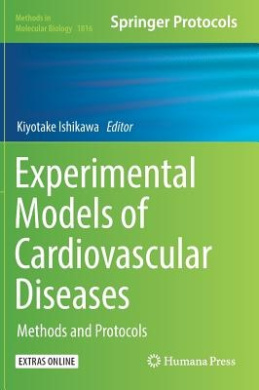 Methods in
Molecular Biology 1816
Springer Protocols
Kiyotake Ishikawa Editor
Experimental
Models of
Cardiovascular
Diseases
Methods and Protocols
EXTRAS ONLINE
Humana Press